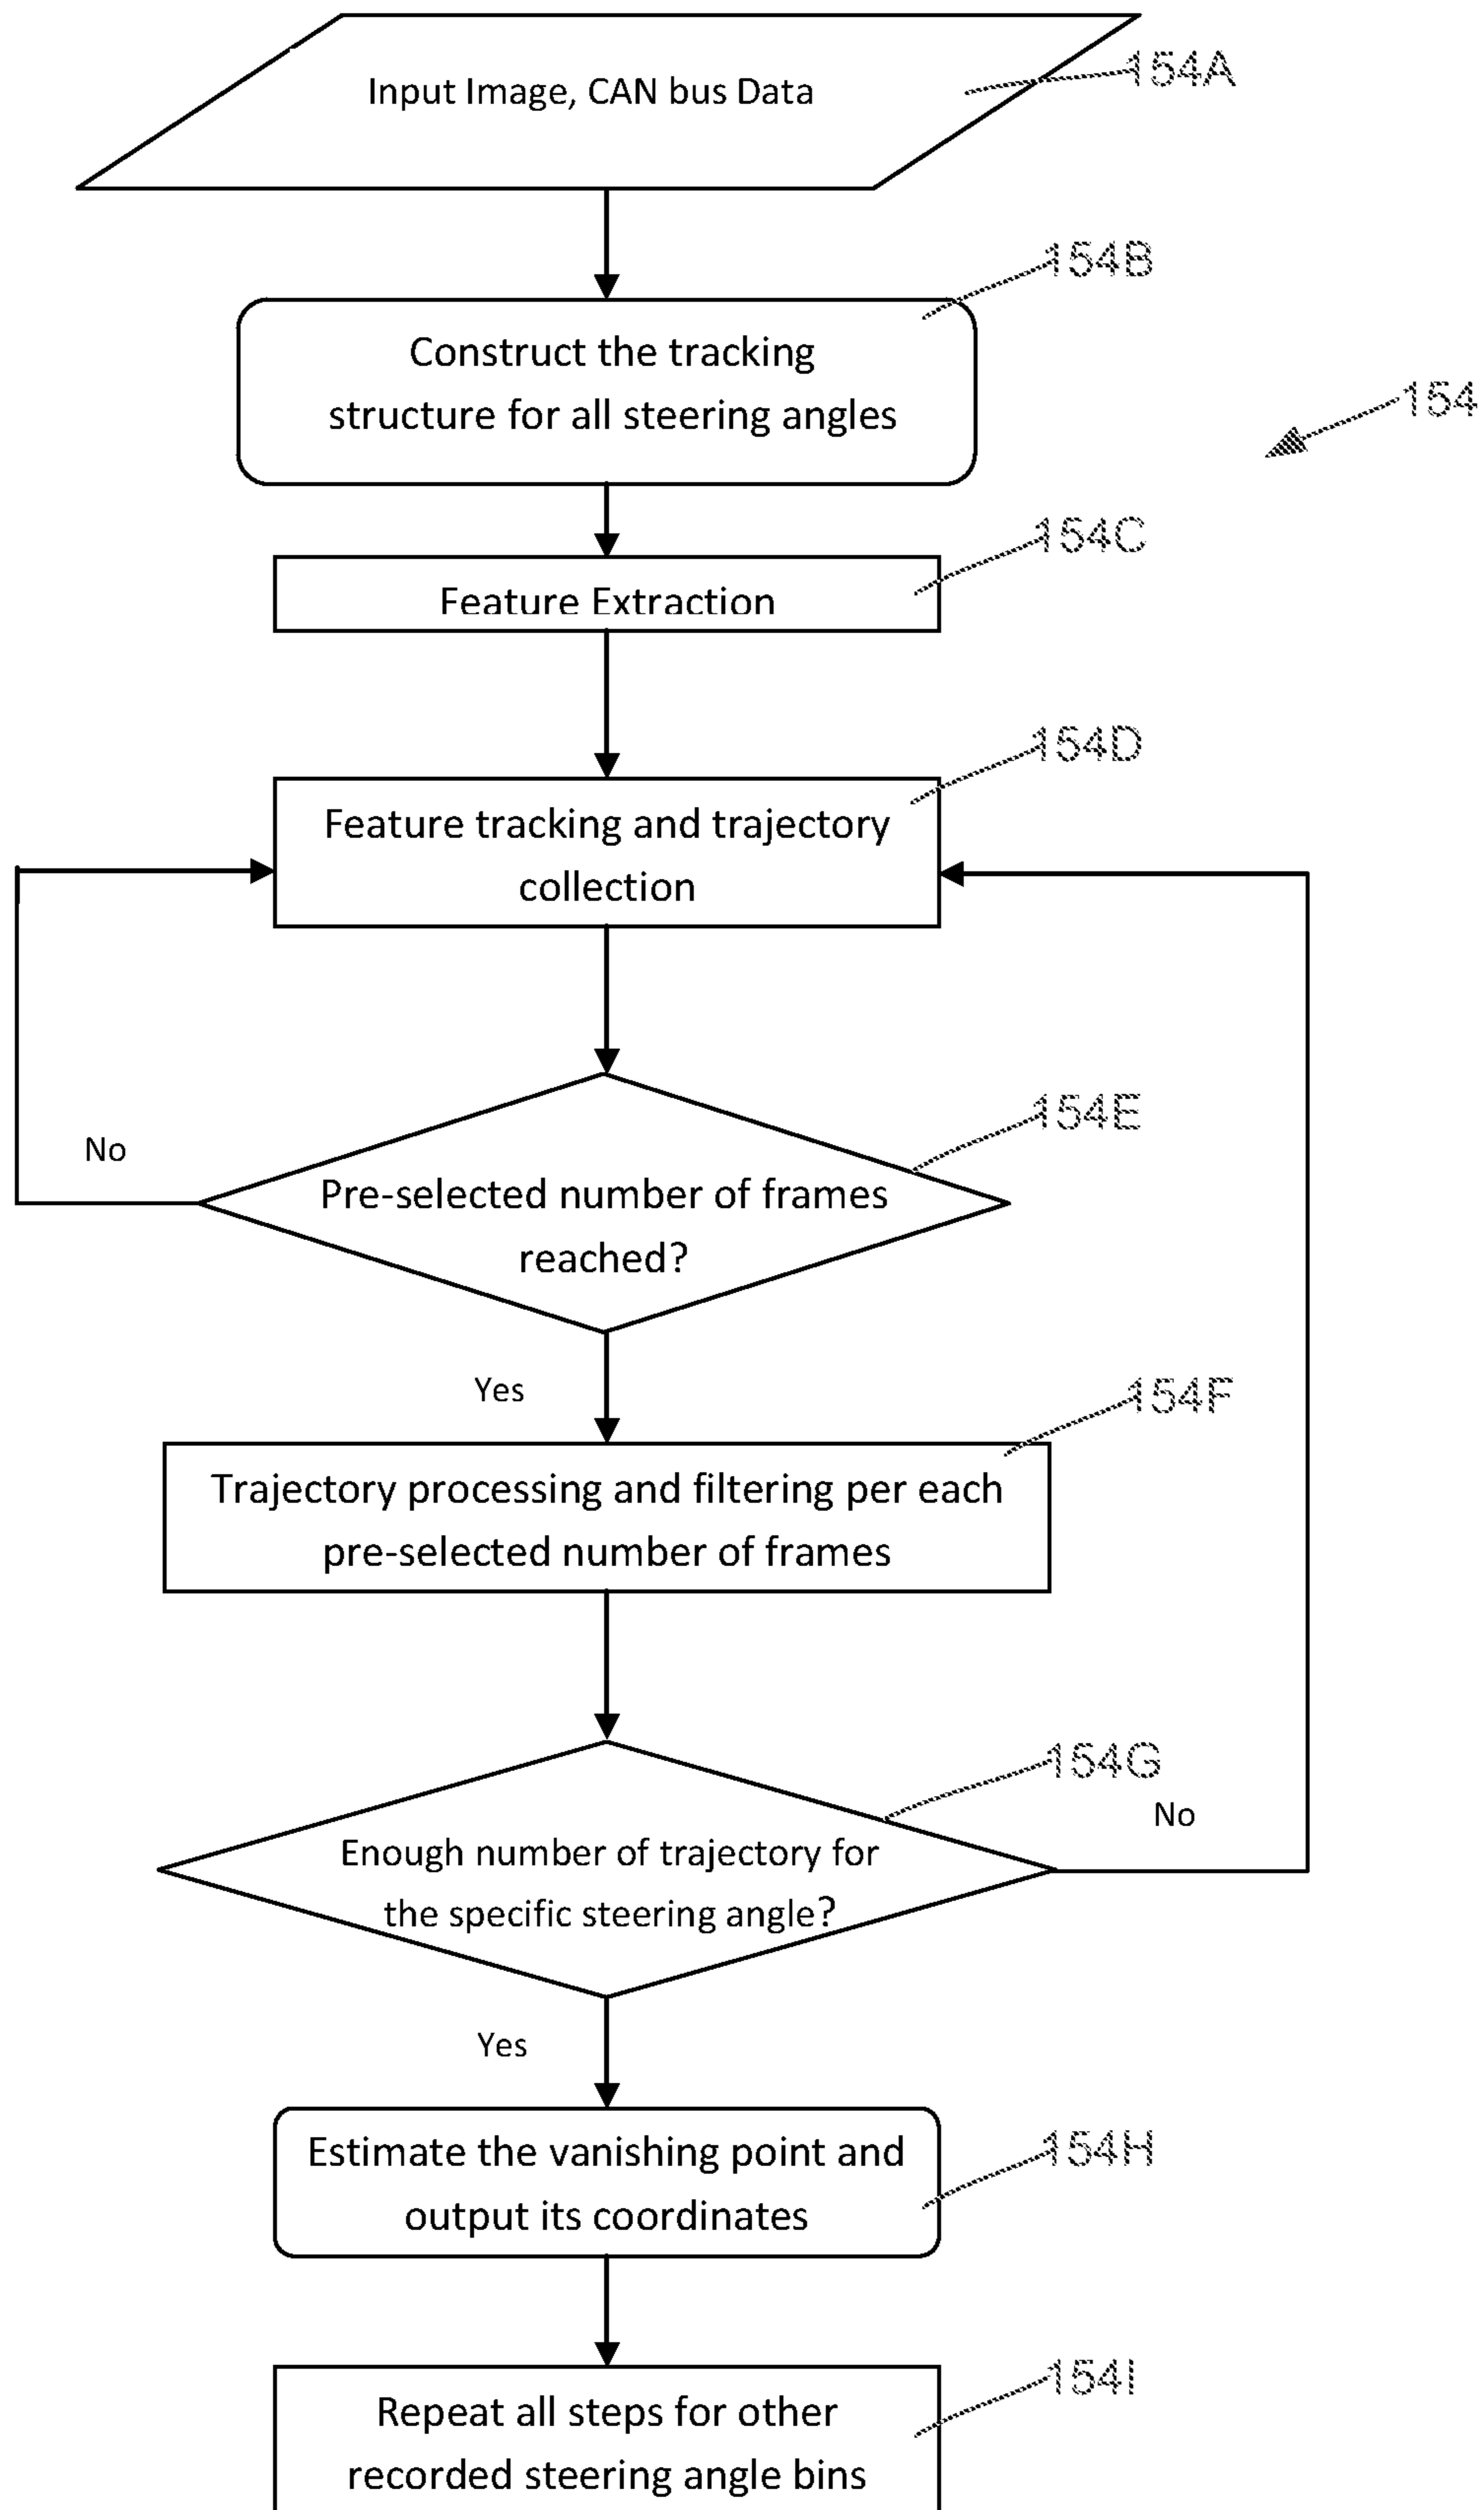 Input Image, CAN bus Data
154A
154B
Construct the tracking
structure for all steering angles
154
154C
Feature Extraction
154D
Feature tracking and trajectory
collection
154E
No
Pre-selected number of frames
reached?
Yes
154F
Trajectory processing and filtering per each
pre-selected number of frames
154G
No
Enough number of trajectory for
the specific steering angle?
Yes
154H
Estimate the vanishing point and
output its coordinates
154I
Repeat all steps for other
recorded steering angle bins